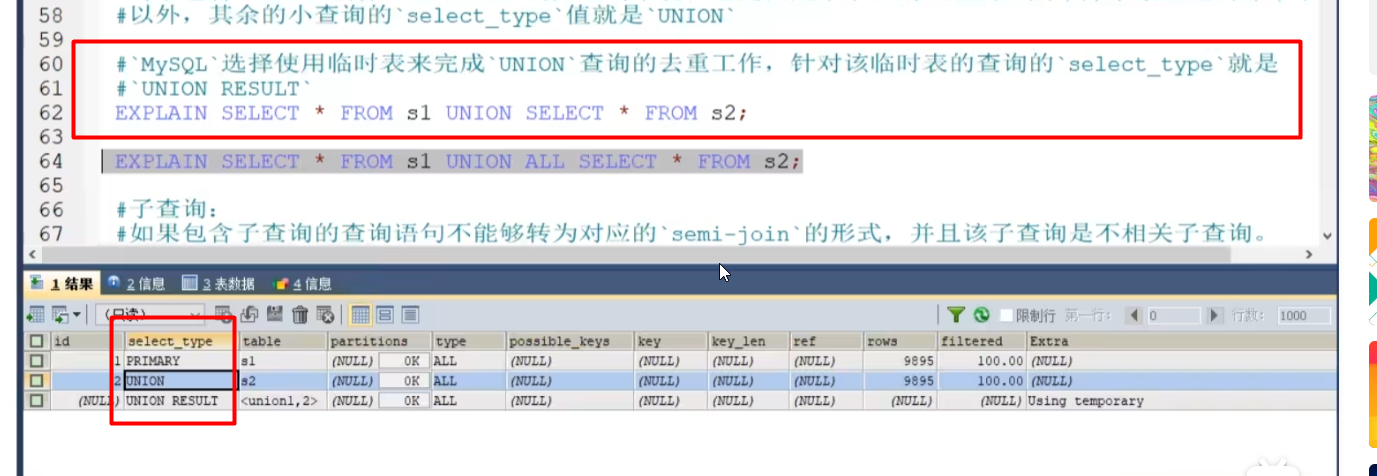 58 #以外，其余的小查询的`select_type`值就是`UNION`
59
60 #`MySQL`选择使用临时表来完成`UNION`查询的去重工作，针对该临时表的查询的`select_type`就是
61 #`UNION RESULT`
62 EXPLAIN SELECT * FROM s1 UNION SELECT * FROM s2;
63
64 EXPLAIN SELECT * FROM s1 UNION ALL SELECT * FROM s2;
65
66 #子查询：
67 #如果包含子查询的查询语句不能够转为对应的`semi-join`的形式，并且该子查询是不相关子查询。
1 结果 2 信息 3 表数据 4 信息
(只读) 限制行 第一行: 0 行数: 1000
id select_type table partitions type possible_keys key key_len ref rows filtered Extra
1 PRIMARY s1 (NULL) 0K ALL (NULL) (NULL) (NULL) (NULL) 9895 100.00 (NULL)
2 UNION s2 (NULL) 0K ALL (NULL) (NULL) (NULL) (NULL) 9895 100.00 (NULL)
(NULL) UNION RESULT <union1,2> (NULL) 0K ALL (NULL) (NULL) (NULL) (NULL) (NULL) (NULL) Using temporary